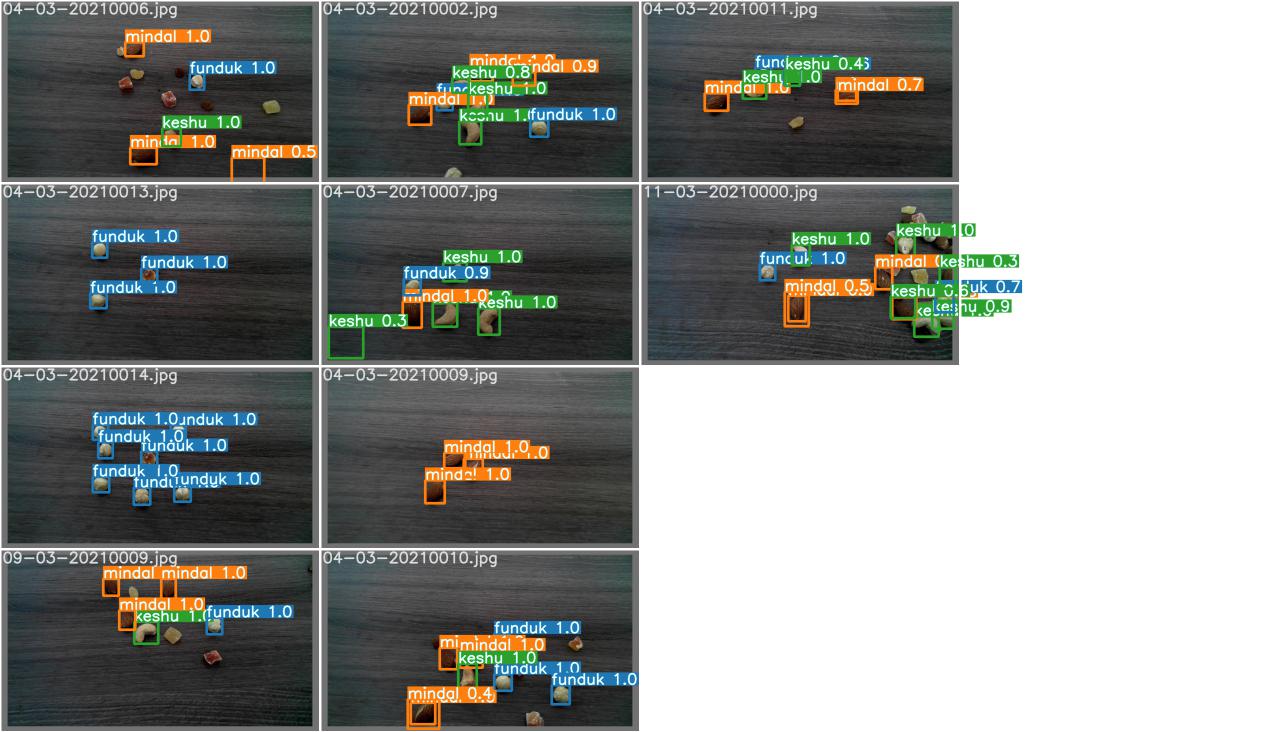 04-03-20210006.jpg
mindal 1.0
funduk 1.0
keshu 1.0
mindal 1.0
mindal 0.5
04-03-20210002.jpg
mindal 0.9
keshu 0.8
keshu 1.0
mindal 1.0
keshu 1.0
funduk 1.0
04-03-20210011.jpg
keshu 0.4
keshu 1.0
mindal 1.0
mindal 0.7
04-03-20210013.jpg
funduk 1.0
funduk 1.0
funduk 1.0
04-03-20210007.jpg
keshu 1.0
funduk 0.9
mindal 1.0
keshu 1.0
keshu 0.3
11-03-20210000.jpg
keshu 1.0
keshu 1.0
funduk 1.0
mindal
keshu 0.3
mindal 0.5
keshu 0.6
funduk 0.7
keshu 0.9
04-03-20210014.jpg
funduk 1.0
funduk 1.0
funduk 1.0
funduk 1.0
funduk 1.0
funduk 1.0
04-03-20210009.jpg
mindal 1.0
mindal 1.0
mindal 1.0
09-03-20210009.jpg
mindal
mindal 1.0
mindal 1.0
keshu 1.0
funduk 1.0
04-03-20210010.jpg
funduk 1.0
mindal 1.0
keshu 1.0
funduk 1.0
funduk 1.0
mindal 0.4